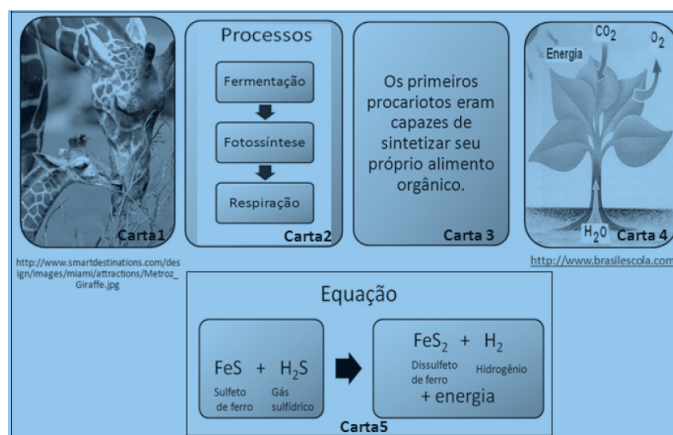 Processos
Fermentação
Fotossíntese
Respiração
Carta1
Carta2
Os primeiros
procariotos eram
capazes de
sintetizar seu
próprio alimento
orgânico.
Carta 3
CO2
O2
Energia
H2O
Carta 4
http://www.smartdestinations.com/des
ign/images/miami/attractions/Metroz_
Giraffe.jpg
http://www.brasilescola.com
Equação
FeS + H2S
Sulfeto de ferro
Gás sulfídrico
FeS2 + H2
Dissulfeto de ferro
Hidrogênio
+ energia
Carta5